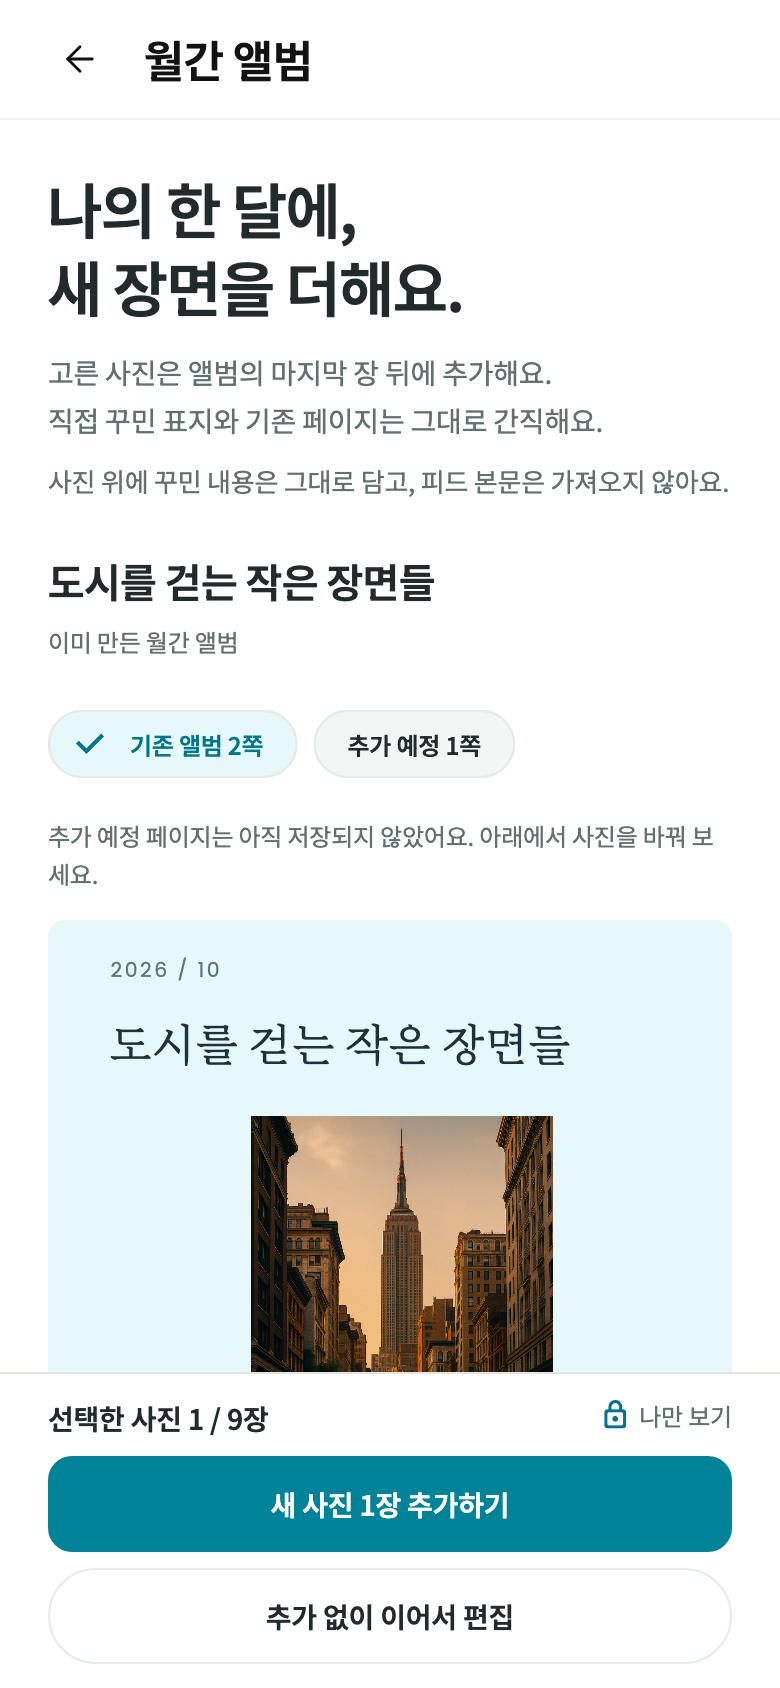 월간 앨범
나의 한 달에,
새 장면을 더해요.
고른 사진은 앨범의 마지막 장 뒤에 추가해요.
직접 꾸민 표지와 기존 페이지는 그대로 간직해요.
사진 위에 꾸민 내용은 그대로 담고, 피드 본문은 가져오지 않아요.
도시를 걷는 작은 장면들
이미 만든 월간 앨범
기존 앨범 2쪽
추가 예정 1쪽
추가 예정 페이지는 아직 저장되지 않았어요. 아래에서 사진을 바꿔 보
세요.
2026 / 10
도시를 걷는 작은 장면들
선택한 사진 1 / 9장
나만 보기
새 사진 1장 추가하기
추가 없이 이어서 편집